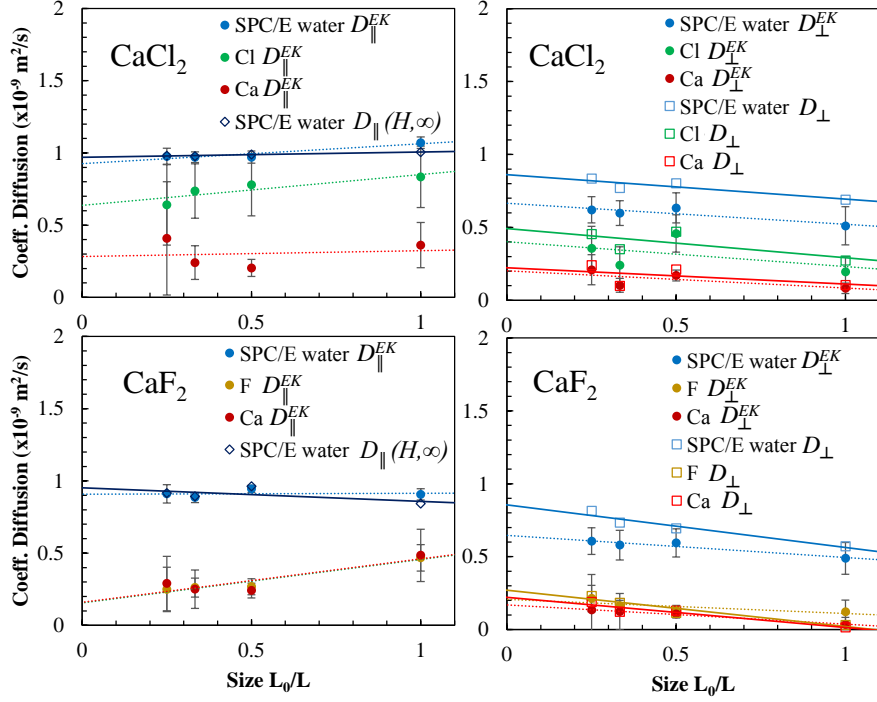 Coeff. Diffusion (x10⁻⁹ m²/s)
2
1.5
1
0.5
0
CaCl₂
SPC/E water D∥^EK
Cl D∥^EK
Ca D∥^EK
SPC/E water D∥(H,∞)
0
0.5
1
2
1.5
1
0.5
0
CaCl₂
SPC/E water D⊥^EK
Cl D⊥^EK
Ca D⊥^EK
SPC/E water D⊥
Cl D⊥
Ca D⊥
0
0.5
1
Coeff. Diffusion (x10⁻⁹ m²/s)
2
1.5
1
0.5
0
CaF₂
SPC/E water D∥^EK
F D∥^EK
Ca D∥^EK
SPC/E water D∥(H,∞)
0
0.5
1
Size L₀/L
2
1.5
1
0.5
0
CaF₂
SPC/E water D⊥^EK
F D⊥^EK
Ca D⊥^EK
SPC/E water D⊥
F D⊥
Ca D⊥
0
0.5
1
Size L₀/L